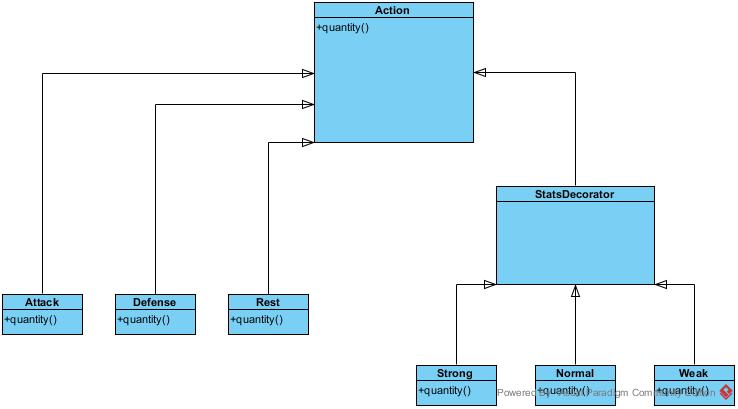 Action
+quantity()
StatsDecorator
Attack
+quantity()
Defense
+quantity()
Rest
+quantity()
Strong
+quantity()
Normal
+quantity()
Weak
+quantity()
Powered By Visual Paradigm Community Edition